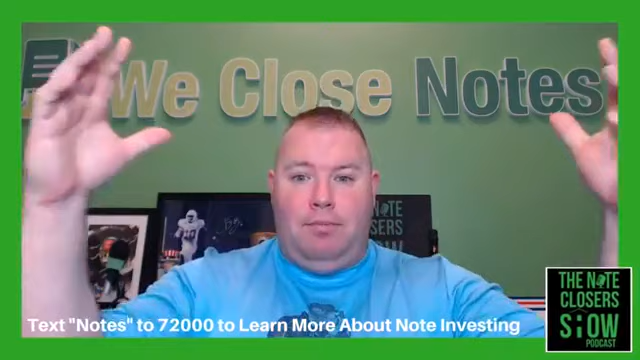 We Close Notes
NOTE
CLOSERS
SHOW
Text "Notes" to 72000 to Learn More About Note Investing
THE NOTE
CLOSERS
SHOW
PODCAST